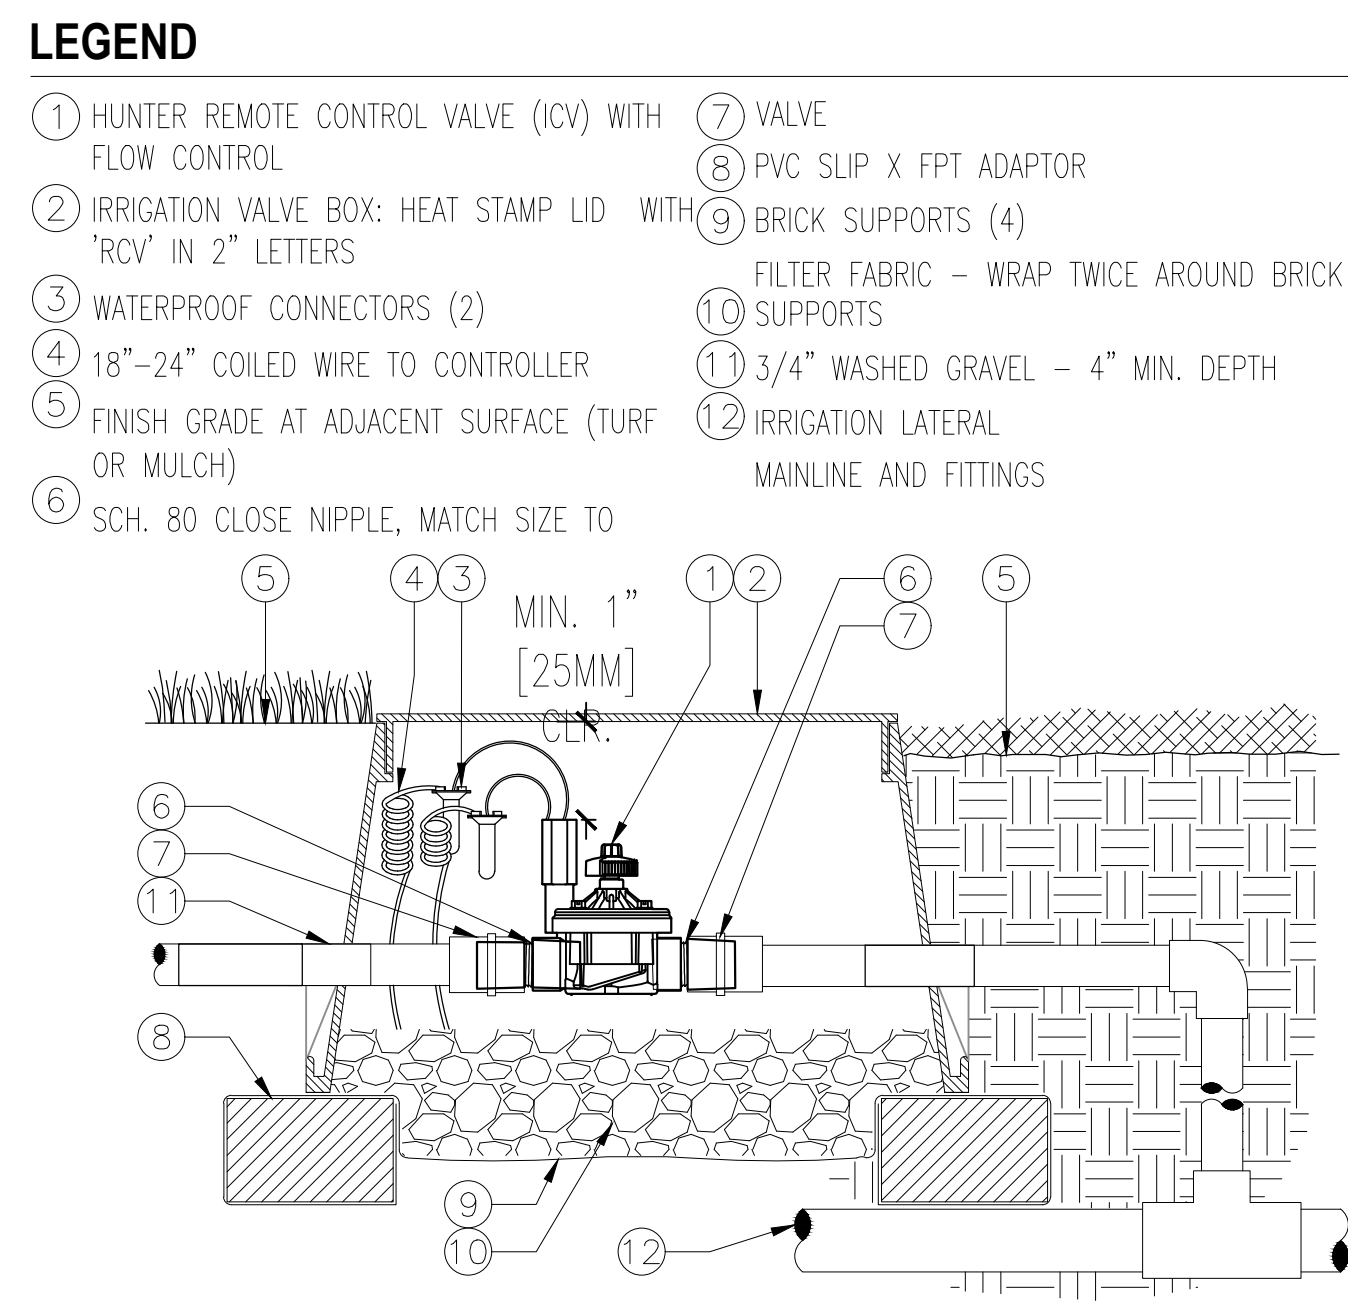 LEGEND
1 HUNTER REMOTE CONTROL VALVE (ICV) WITH
FLOW CONTROL
2 IRRIGATION VALVE BOX: HEAT STAMP LID WITH
'RCV' IN 2" LETTERS
3 WATERPROOF CONNECTORS (2)
4 18"-24" COILED WIRE TO CONTROLLER
5 FINISH GRADE AT ADJACENT SURFACE (TURF
OR MULCH)
6 SCH. 80 CLOSE NIPPLE, MATCH SIZE TO
7 VALVE
8 PVC SLIP X FPT ADAPTOR
9 BRICK SUPPORTS (4)
FILTER FABRIC - WRAP TWICE AROUND BRICK
10 SUPPORTS
11 3/4" WASHED GRAVEL - 4" MIN. DEPTH
12 IRRIGATION LATERAL
MAINLINE AND FITTINGS
5 4 3 1 2 6 5
7
MIN. 1"
[25MM]
CLR.
6
7
11
8
9
10 12